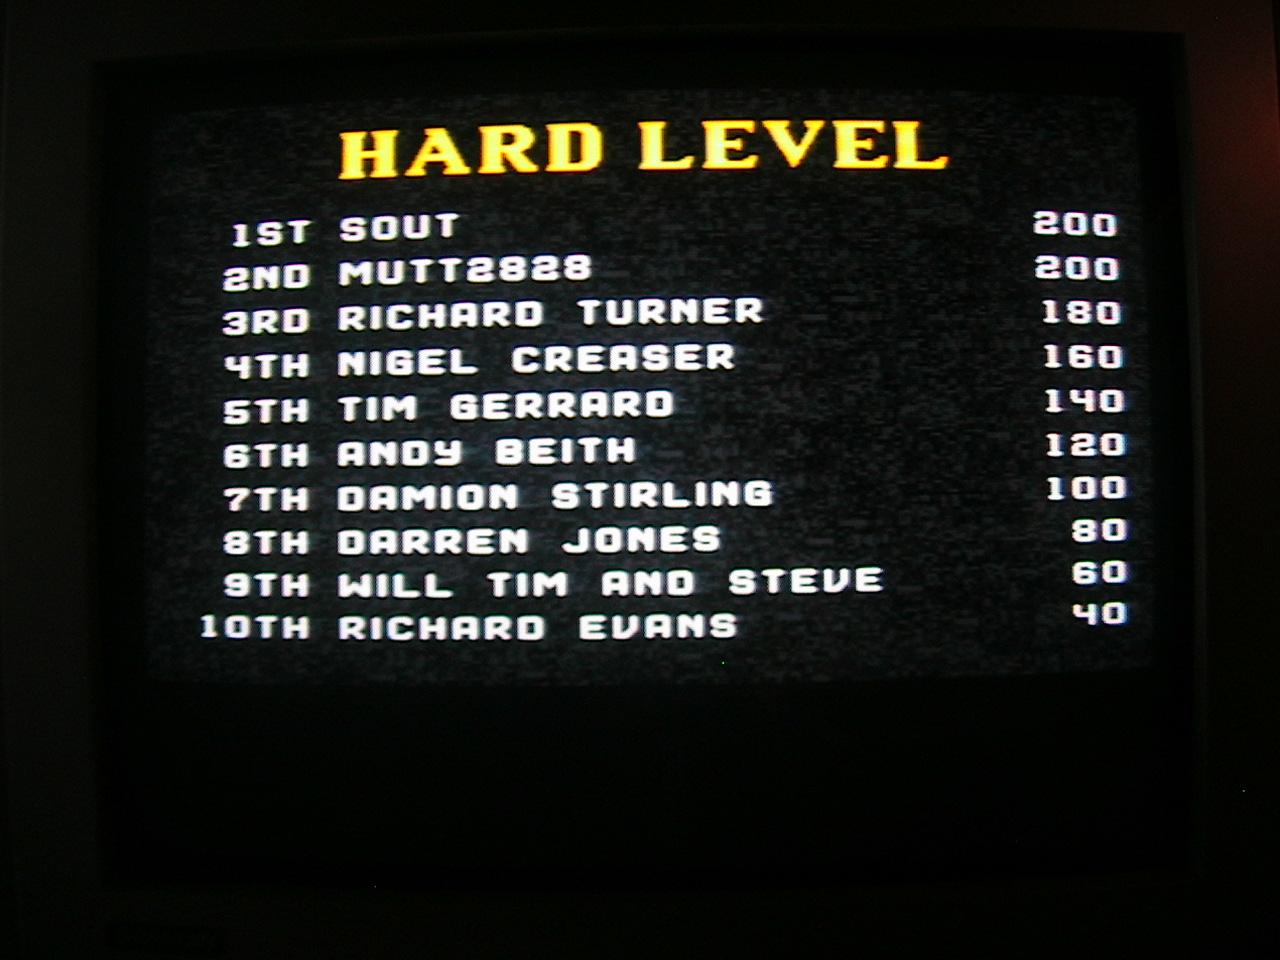 HARD LEVEL
1ST SOUT 200
2ND MUTT2828 200
3RD RICHARD TURNER 180
4TH NIGEL CREASER 160
5TH TIM GERRARD 140
6TH ANDY BEITH 120
7TH DAMION STIRLING 100
8TH DARREN JONES 80
9TH WILL TIM AND STEVE 60
10TH RICHARD EVANS 40